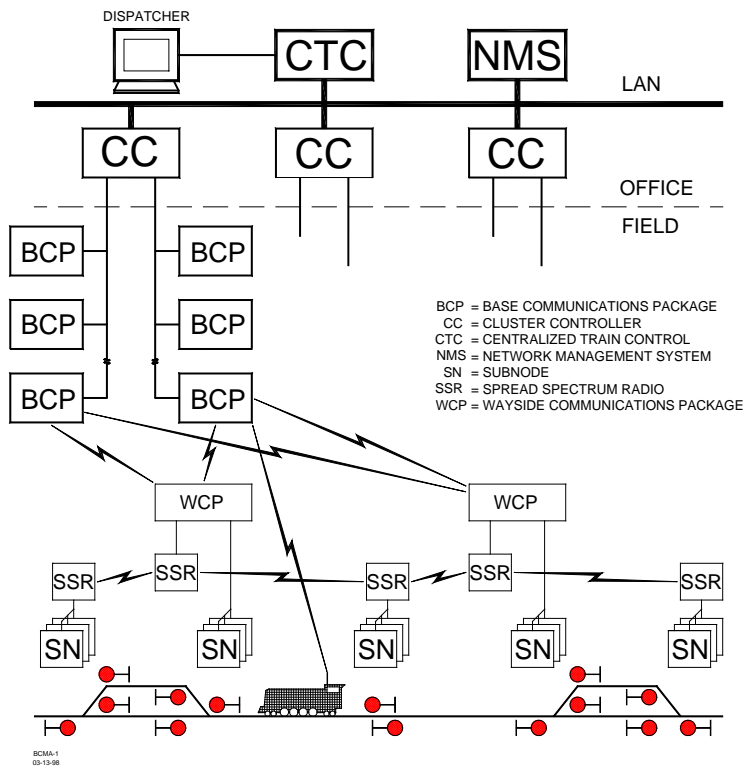 DISPATCHER
CTC
NMS
LAN
CC
CC
CC
OFFICE
FIELD
BCP
BCP
BCP
BCP
BCP
BCP
BCP = BASE COMMUNICATIONS PACKAGE
CC = CLUSTER CONTROLLER
CTC = CENTRALIZED TRAIN CONTROL
NMS = NETWORK MANAGEMENT SYSTEM
SN = SUBNODE
SSR = SPREAD SPECTRUM RADIO
WCP = WAYSIDE COMMUNICATIONS PACKAGE
WCP
WCP
SSR
SSR
SSR
SSR
SSR
SN
SN
SN
SN
SN
BCMA-1
03-13-98